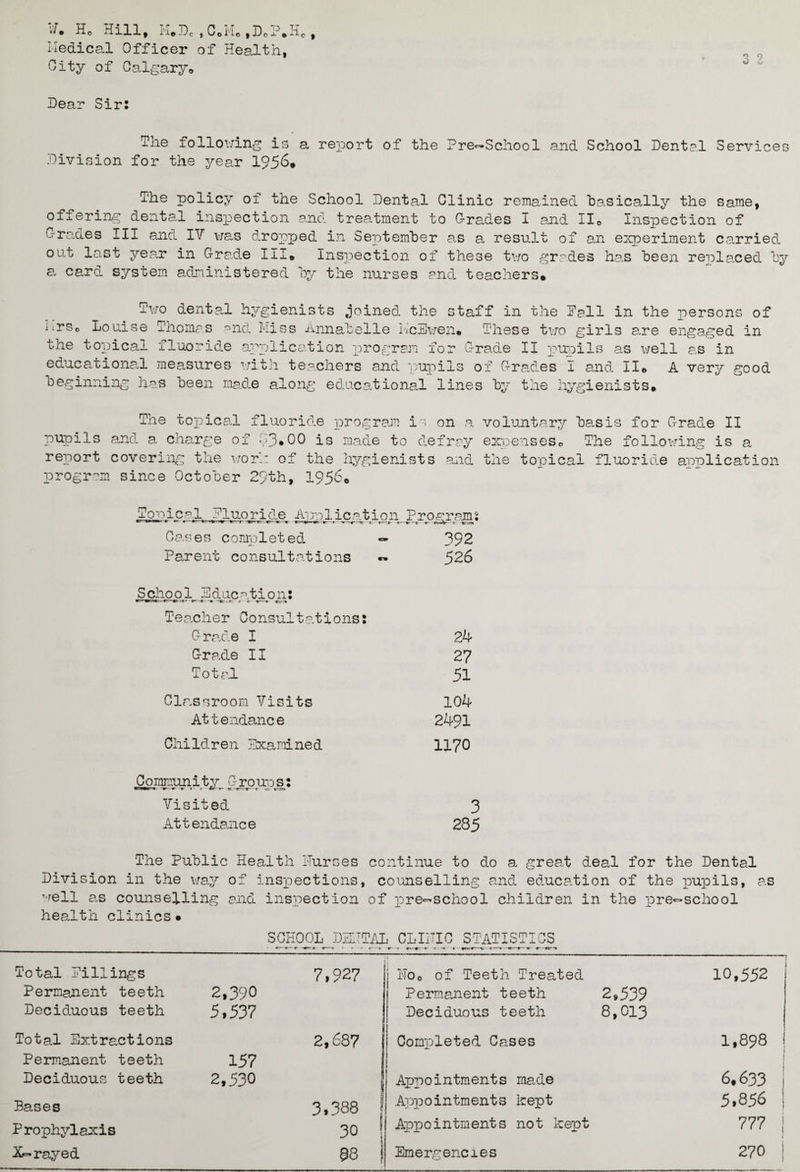 W. Ho Hill, M.Dc ,CoMo ,DoP.Hc ,
Medical Officer of Health,
City of Calgaryo
32
Dear Sir:
The following is a report of the Pre-School and School Dental Services
Division for the year 1956.
The policy of the School Dental Clinic remained basically the same,
offering dental inspection and treatment to Grades I and IIo Inspection of
Grades III and IV was dropped in September as a result of an experiment carried
out last year in Grade III. Inspection of these two grades has been replaced by
a card system administered by the nurses and teachers.
Two dental hygienists joined the staff in the Fall in the persons of
Mrso Louise Thomas and Miss Annabelle McEwen. These two girls are engaged in
the topical fluoride application program for Grade II pupils as well as in
educational measures with teachers and pupils of Grades I and II. A very good
beginning has been made along educational lines by the hygienists.
The topical fluoride program is on a voluntary basis for Grade II
pupils and a charge of $3.00 is made to defray expenseso The following is a
report covering the work of the hygienists and the topical fluoride application
program since October 29th, 1956o
Topical Fluoride Application Program:
Cases completed - 392
Parent consultations - 526
School Education:
Teacher Consultations:
Grade I 24
Grade II 27
Total 51
Classroom Visits 104
Attendance 2491
Children Examined 1170
Community Groups:
Visited 3
Attendance 285
The Public Health Nurses continue to do a great deal for the Dental
Division in the way of inspections, counselling and education of the pupils, as
well as counselling and inspection of pre-school children in the pre-school
health clinics.
SCHOOL DENTAL CLINIC STATISTICS
Total Fillings 7,927 Noo of Teeth Treated 10,552
Permanent teeth 2,390 Permanent teeth 2,539
Deciduous teeth 5,537 Deciduous teeth 8,013
Total Extractions 2,687 Completed Cases 1,898
Permanent teeth 157
Deciduous teeth 2,530 Appointments made 6,633
Bases 3,388 Appointments kept 5,856
Prophylaxis 30 Appointments not kept 777
X-rayed 98 Emergencies 270